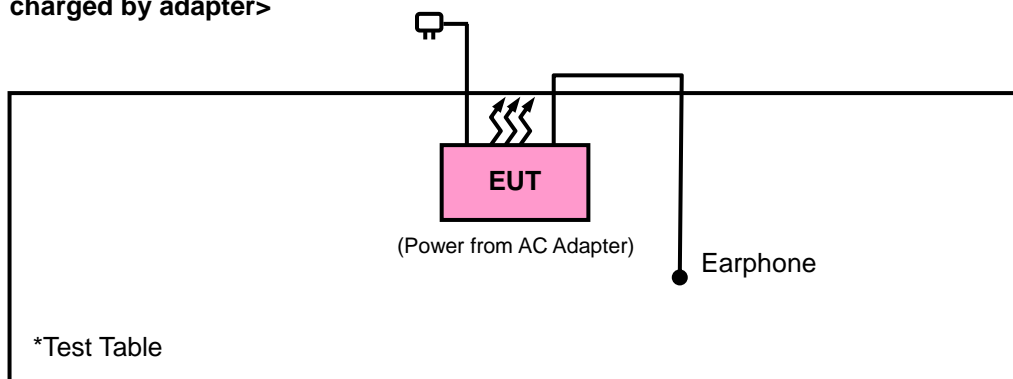 charged by adapter>
EUT
(Power from AC Adapter)
Earphone
*Test Table